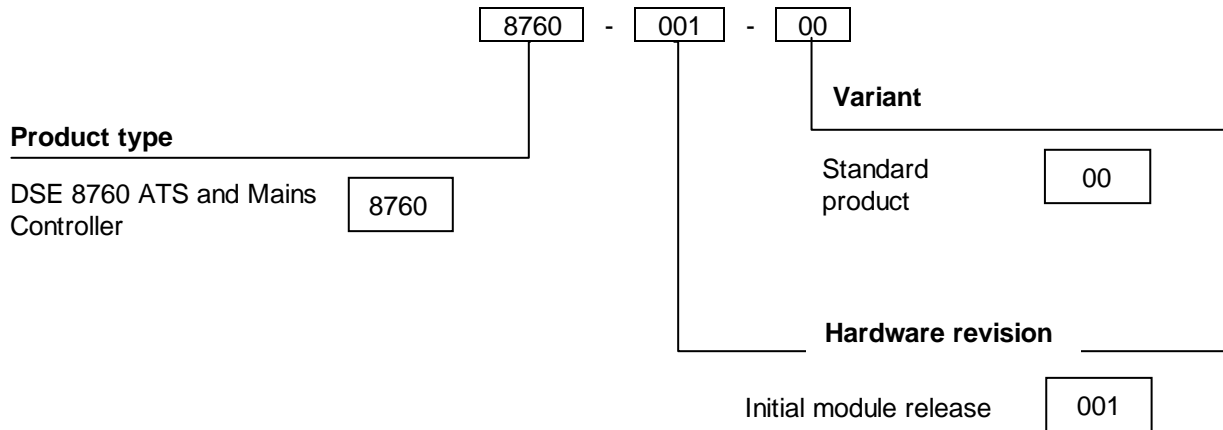 8760 - 001 - 00
Variant
Product type
Standard
product
00
DSE 8760 ATS and Mains
Controller
8760
Hardware revision
Initial module release
001